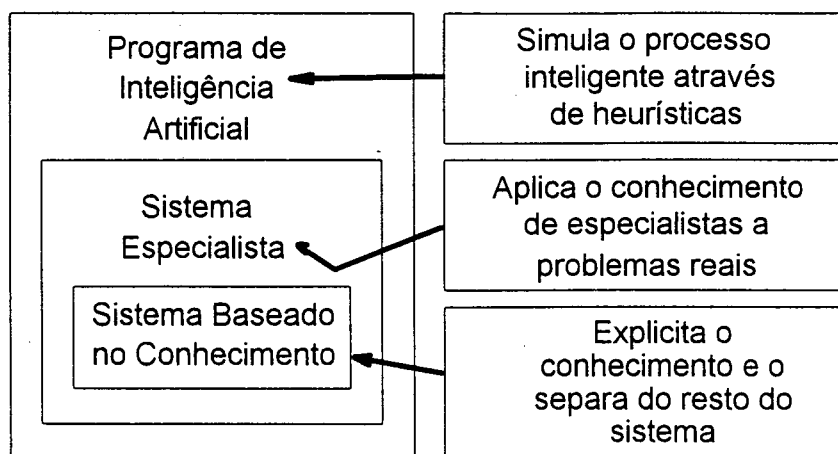 Programa de
Inteligência
Artificial
Sistema
Especialista
Sistema Baseado
no Conhecimento
Simula o processo
inteligente através
de heurísticas
Aplica o conhecimento
de especialistas a
problemas reais
Explicita o
conhecimento e o
separa do resto do
sistema